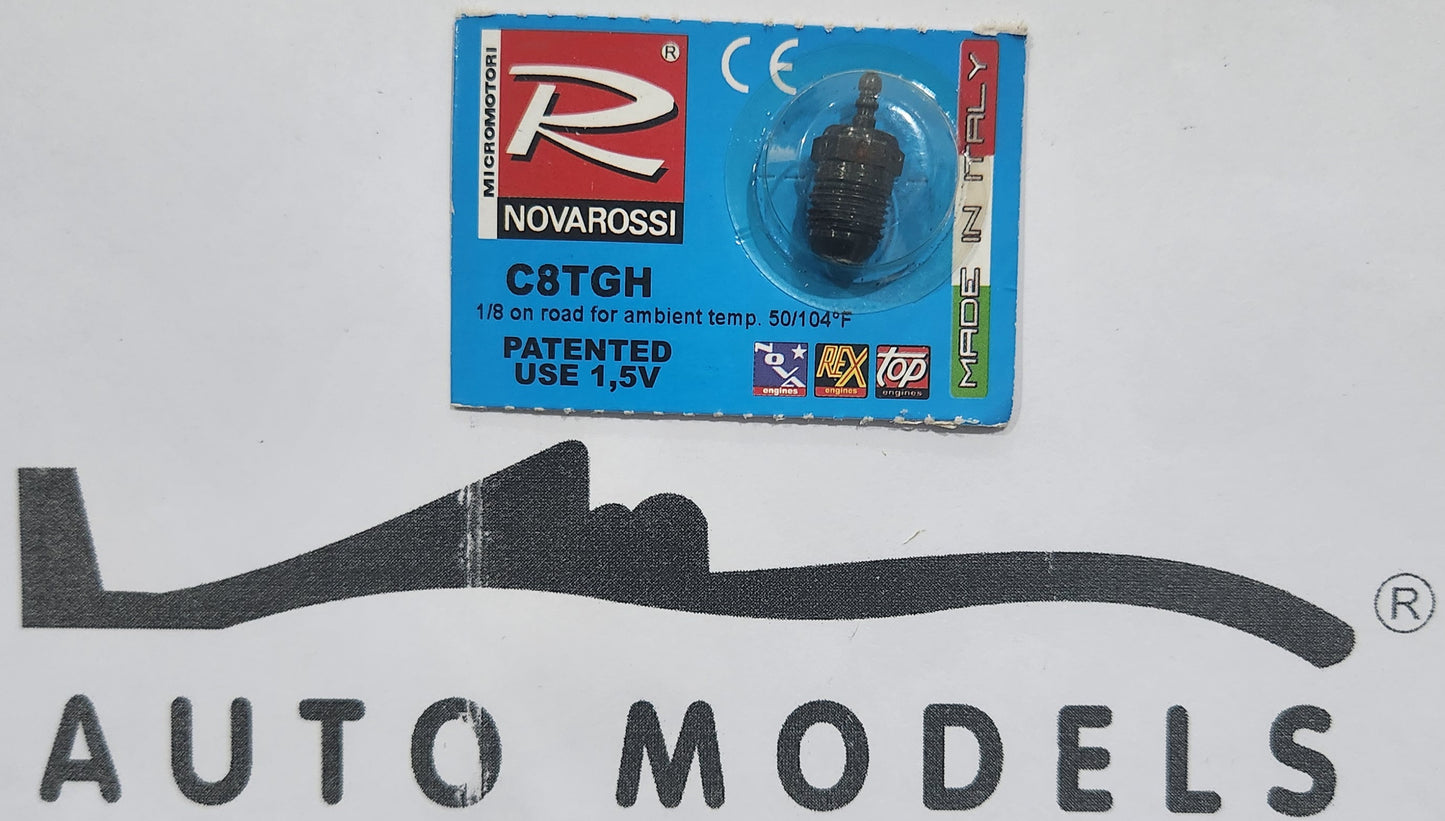 MICROMOTORI
R
®
NOVAROSSI
CE
MADE IN ITALY
C8TGH
1/8 on road for ambient temp. 50/104°F
PATENTED
USE 1,5V
NOVA
engines
REX
engines
TOP
engines
®
AUTO MODELS